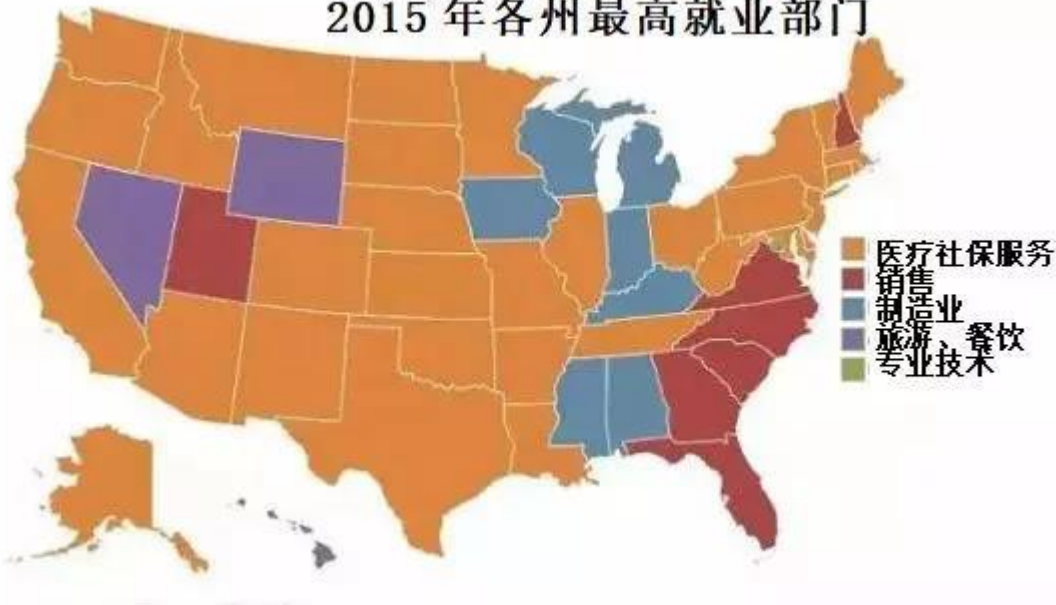 2015 年各州最高就业部门
医疗社保服务
销售
制造业
旅游、餐饮
专业技术